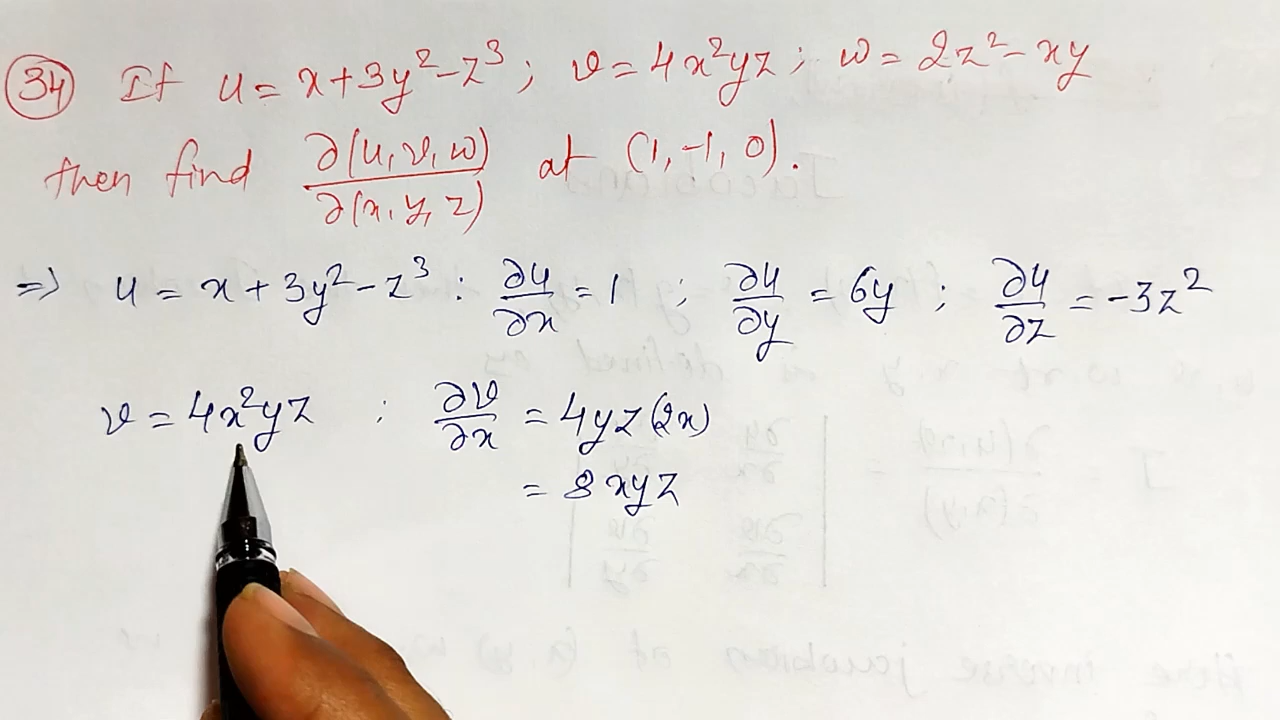 (34) If u = x+3y²-z³; v = 4x²yz; w = 2z²-xy
then find ∂(u,v,w)/∂(x,y,z) at (1,-1,0).
=> u = x+3y²-z³ : ∂u/∂x = 1 ; ∂u/∂y = 6y ; ∂u/∂z = -3z²
v = 4x²yz : ∂v/∂x = 4yz(2x)
= 8xyz